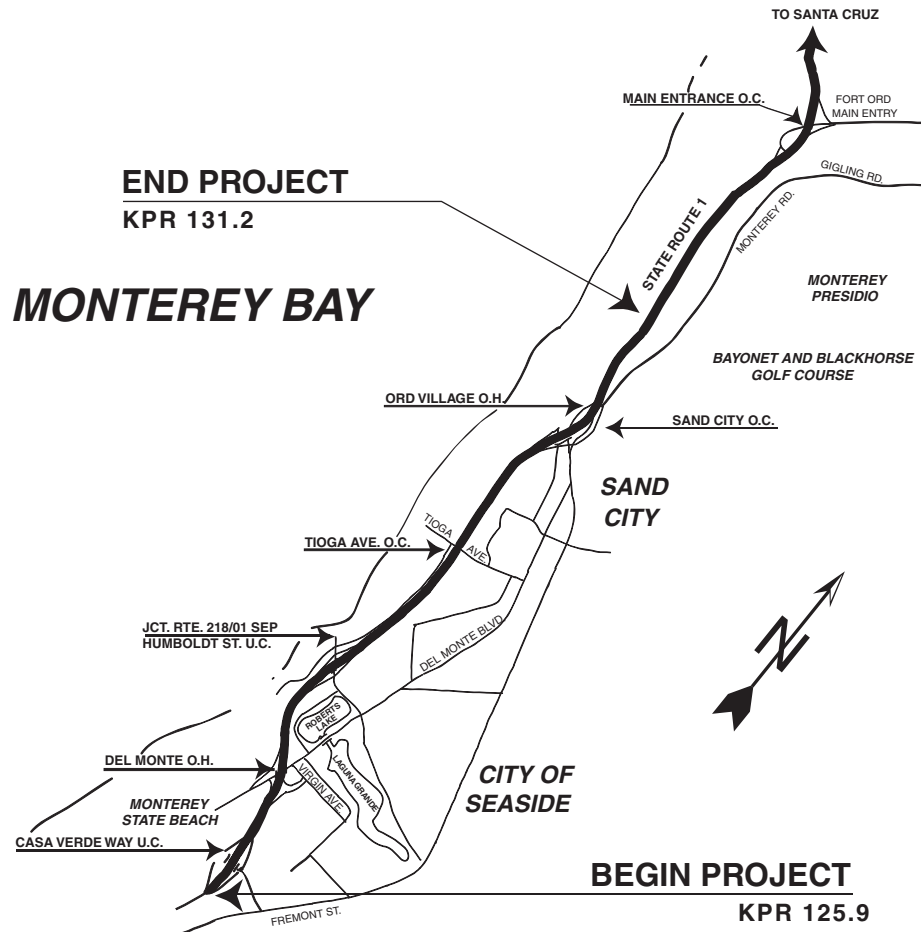 TO SANTA CRUZ
MAIN ENTRANCE O.C.
FORT ORD
MAIN ENTRY
GIGLING RD.
END PROJECT
KPR 131.2
STATE ROUTE 1
MONTEREY RD.
MONTEREY BAY
MONTEREY
PRESIDIO
BAYONET AND BLACKHORSE
GOLF COURSE
ORD VILLAGE O.H.
SAND CITY O.C.
SAND
CITY
TIOGA AVE.
TIOGA AVE. O.C.
JCT. RTE. 218/01 SEP
HUMBOLDT ST. U.C.
DEL MONTE BLVD
N
ROBERTS
LAKE
DEL MONTE O.H.
LAGUNA GRANDE
VIRGIN AVE.
CITY OF
SEASIDE
MONTEREY
STATE BEACH
CASA VERDE WAY U.C.
BEGIN PROJECT
KPR 125.9
FREMONT ST.